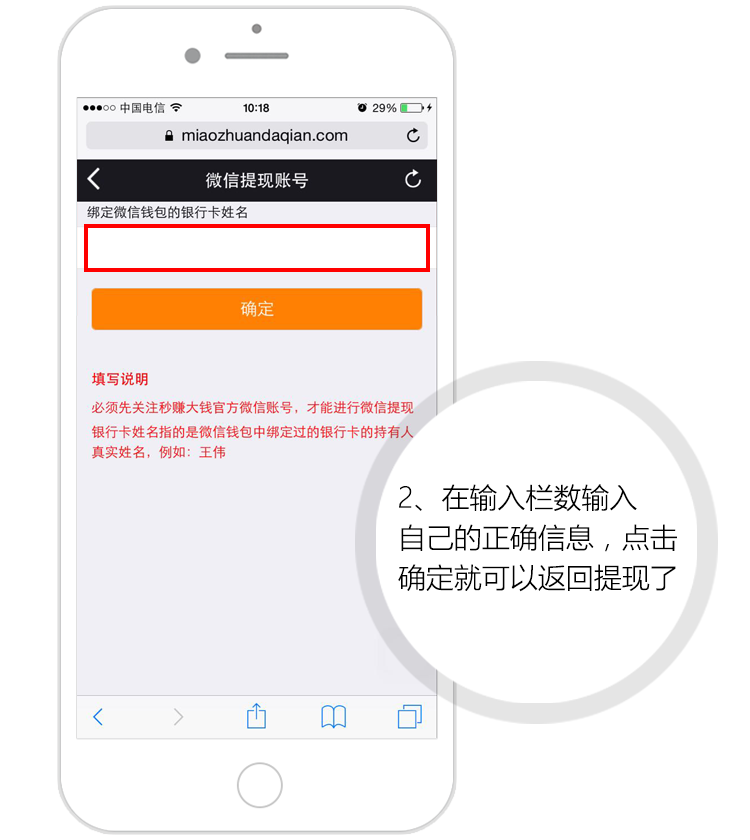 中国电信 10:18 29%
miaozhuandaqian.com
微信提现账号
绑定微信钱包的银行卡姓名
确定
填写说明
必须先关注秒赚大钱官方微信账号，才能进行微信提现
银行卡姓名指的是微信钱包中绑定过的银行卡的持有人
真实姓名，例如：王伟
2、在输入栏数输入
自己的正确信息，点击
确定就可以返回提现了